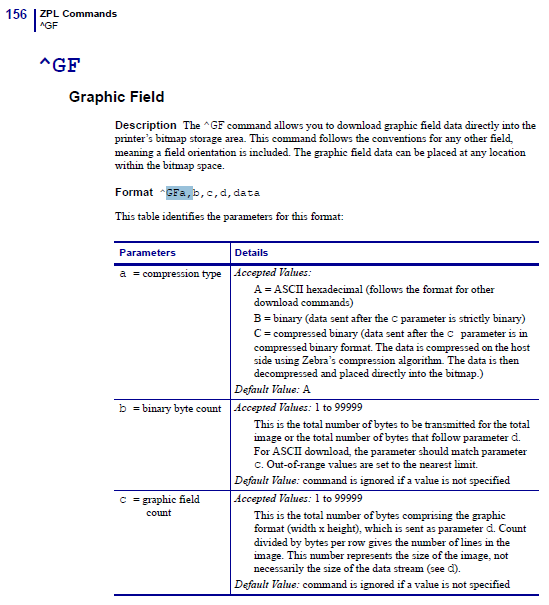 156 ZPL Commands
^GF
^GF
Graphic Field
Description The ^GF command allows you to download graphic field data directly into the
printer’s bitmap storage area. This command follows the conventions for any other field,
meaning a field orientation is included. The graphic field data can be placed at any location
within the bitmap space.
Format ^GFa,b,c,d,data
This table identifies the parameters for this format:
Parameters Details
a = compression type Accepted Values:
A = ASCII hexadecimal (follows the format for other
download commands)
B = binary (data sent after the c parameter is strictly binary)
C = compressed binary (data sent after the c parameter is in
compressed binary format. The data is compressed on the host
side using Zebra’s compression algorithm. The data is then
decompressed and placed directly into the bitmap.)
Default Value: A
b = binary byte count Accepted Values: 1 to 99999
This is the total number of bytes to be transmitted for the total
image or the total number of bytes that follow parameter d.
For ASCII download, the parameter should match parameter
c. Out-of-range values are set to the nearest limit.
Default Value: command is ignored if a value is not specified
c = graphic field Accepted Values: 1 to 99999
count
This is the total number of bytes comprising the graphic
format (width x height), which is sent as parameter d. Count
divided by bytes per row gives the number of lines in the
image. This number represents the size of the image, not
necessarily the size of the data stream (see d).
Default Value: command is ignored if a value is not specified